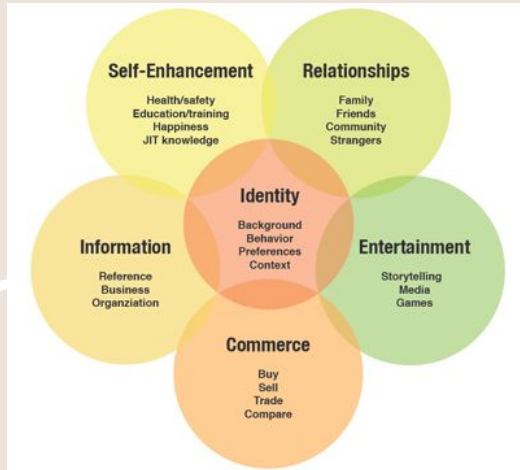 Self-Enhancement
Health/safety
Education/training
Happiness
JIT knowledge
Relationships
Family
Friends
Community
Strangers
Identity
Background
Behavior
Preferences
Context
Information
Reference
Business
Organziation
Entertainment
Storytelling
Media
Games
Commerce
Buy
Sell
Trade
Compare